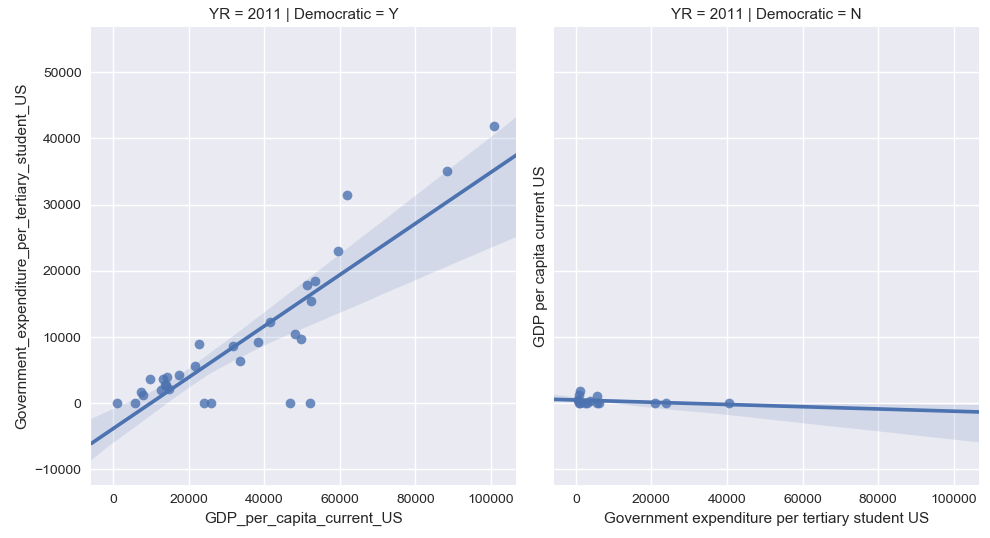 YR = 2011 | Democratic = Y
YR = 2011 | Democratic = N
Government_expenditure_per_tertiary_student_US
50000
40000
30000
20000
10000
0
−10000
0 20000 40000 60000 80000 100000
GDP_per_capita_current_US
GDP per capita current US
0 20000 40000 60000 80000 100000
Government expenditure per tertiary student US